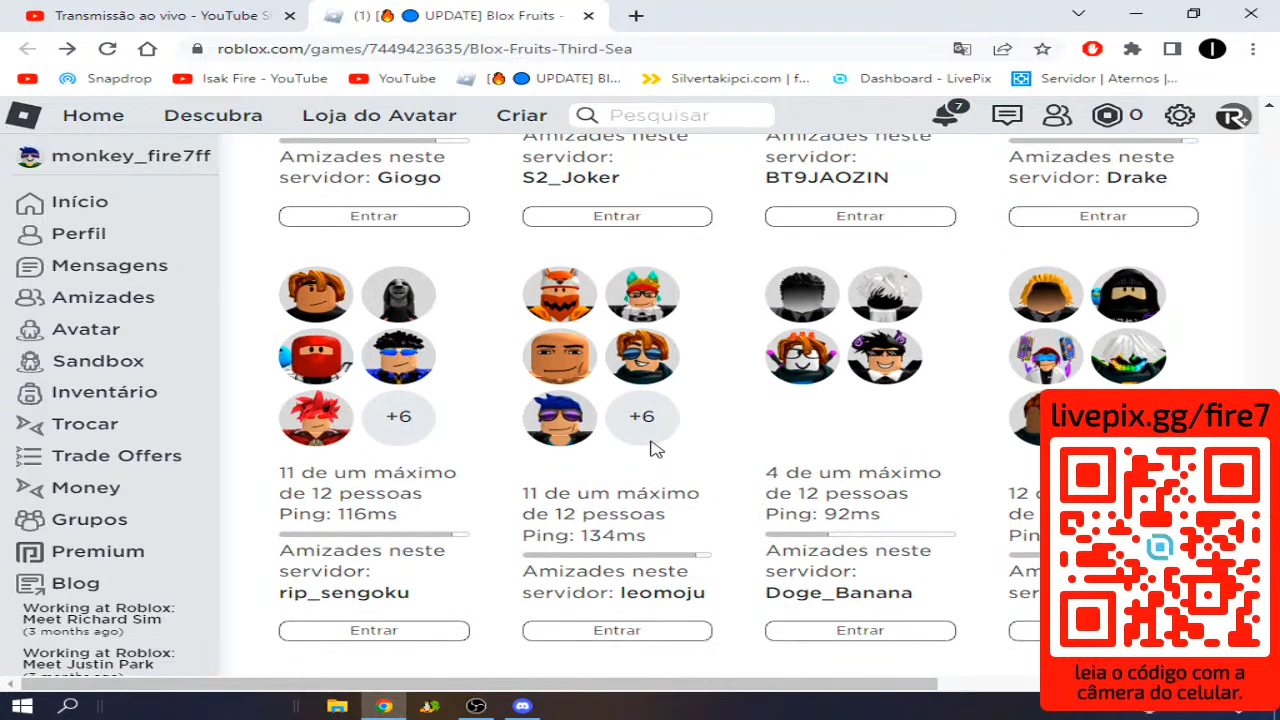 Transmissão ao vivo - YouTube S
(1) [🔥 🔵 UPDATE] Blox Fruits -
roblox.com/games/7449423635/Blox-Fruits-Third-Sea
Snapdrop
Isak Fire - YouTube
YouTube
[🔥 🔵 UPDATE] Bl...
Silvertakipci.com | f...
Dashboard - LivePix
Servidor | Aternos |...
Home
Descubra
Loja do Avatar
Criar
Pesquisar
7
0
monkey_fire7ff
Início
Perfil
Mensagens
Amizades
Avatar
Sandbox
Inventário
Trocar
Trade Offers
Money
Grupos
Premium
Blog
Working at Roblox:
Meet Richard Sim
(3 months ago)
Working at Roblox:
Meet Justin Park
Amizades neste
servidor: Giogo
Entrar
Amizades neste
servidor:
S2_Joker
Entrar
Amizades neste
servidor:
BT9JAOZIN
Entrar
Amizades neste
servidor: Drake
Entrar
+6
11 de um máximo
de 12 pessoas
Ping: 116ms
Amizades neste
servidor:
rip_sengoku
Entrar
+6
11 de um máximo
de 12 pessoas
Ping: 134ms
Amizades neste
servidor: leomoju
Entrar
4 de um máximo
de 12 pessoas
Ping: 92ms
Amizades neste
servidor:
Doge_Banana
Entrar
12
de
Pin
Am
se
livepix.gg/fire7
leia o código com a
câmera do celular.